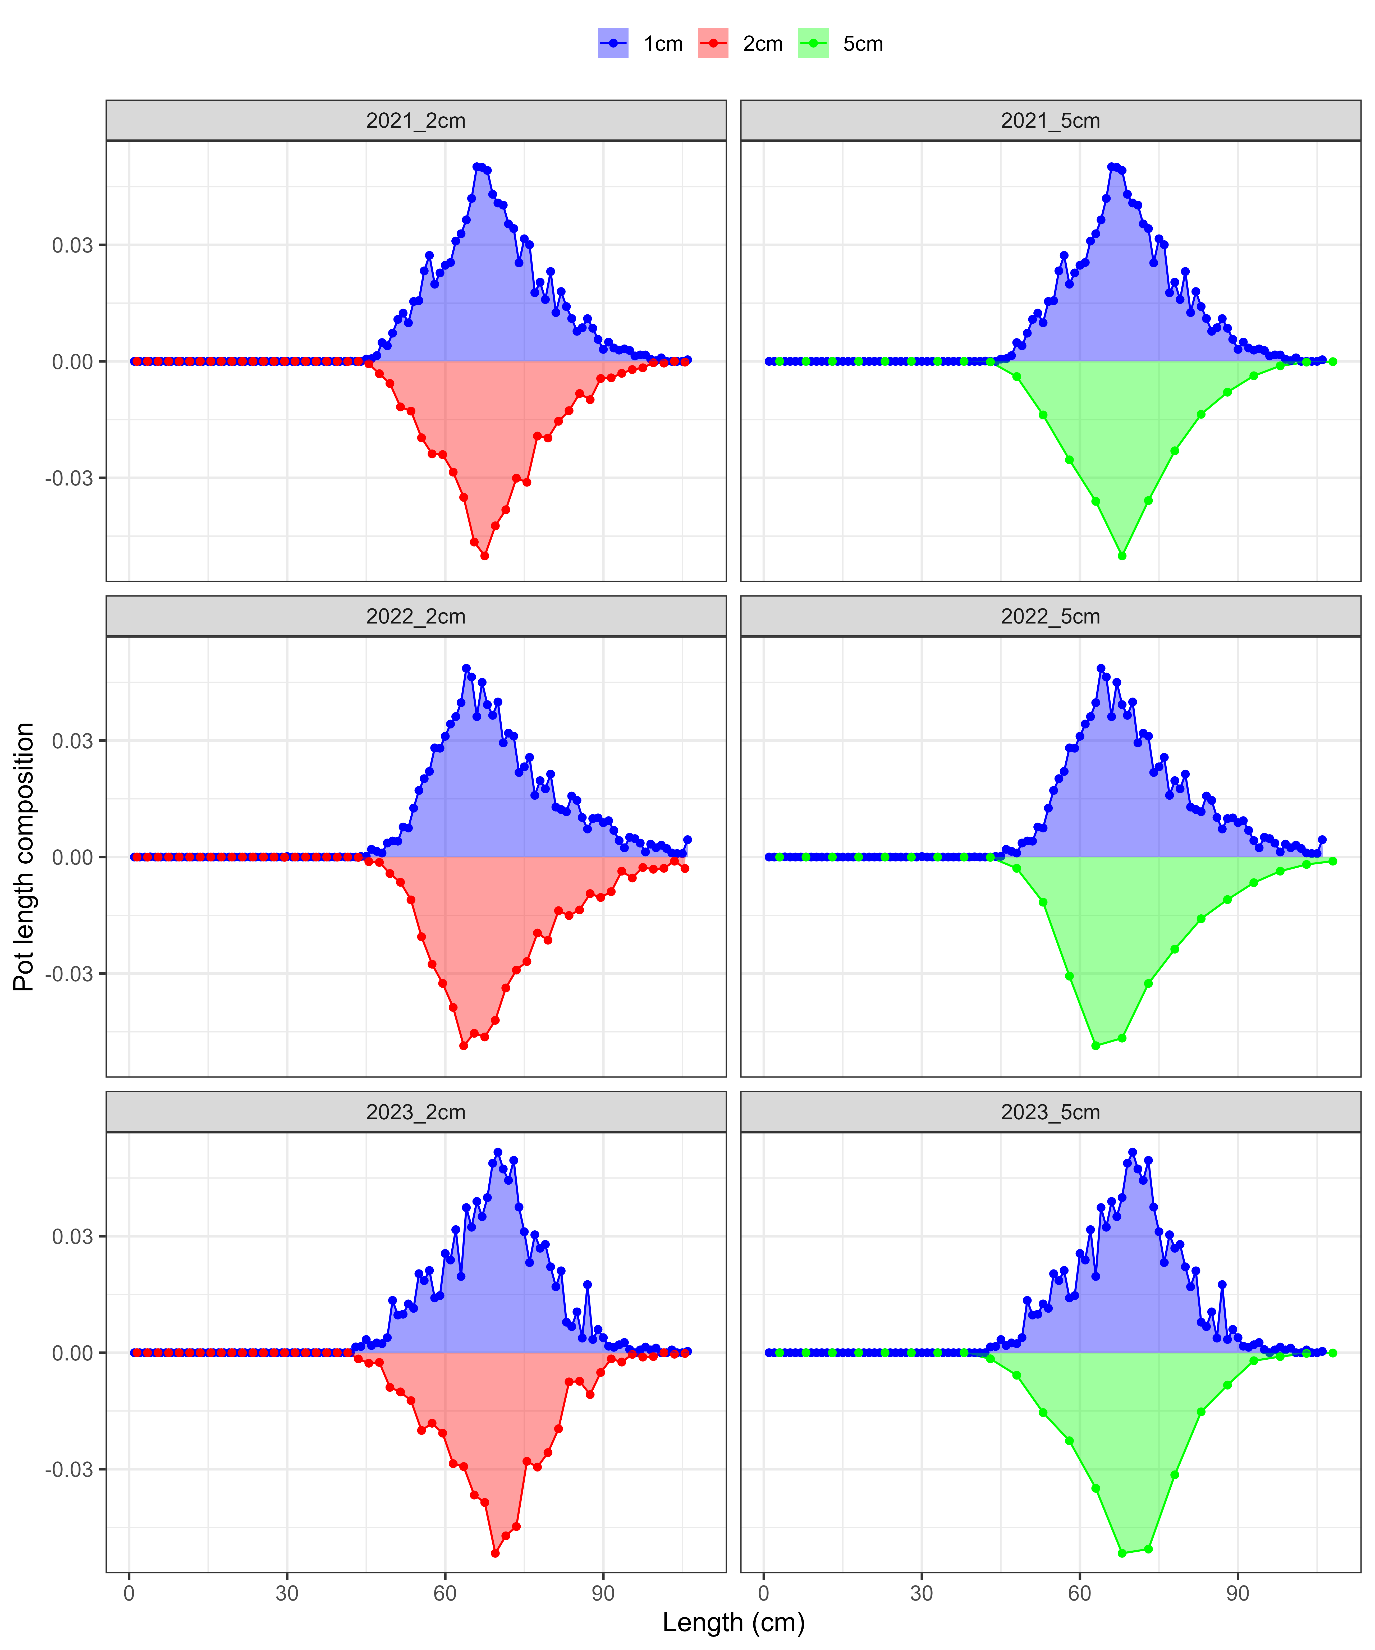 1cm 2cm 5cm
2021_2cm 2021_5cm
0.03
0.00
-0.03
2022_2cm 2022_5cm
0.03
0.00
-0.03
Pot length composition
2023_2cm 2023_5cm
0.03
0.00
-0.03
0 30 60 90 0 30 60 90
Length (cm)